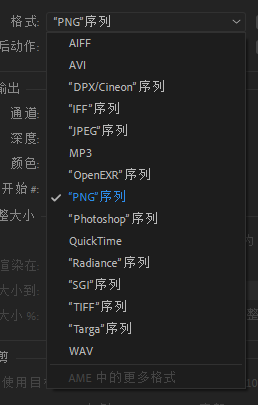 格式: "PNG"序列
后动作:
AIFF
AVI
"DPX/Cineon"序列
输出
"IFF"序列
通道:
"JPEG"序列
深度:
MP3
颜色:
"OpenEXR"序列
开始 #:
"PNG"序列
整大小
"Photoshop"序列
QuickTime
的
渲染在:
"Radiance"序列
大小到:
"SGI"序列
大小 %:
"TIFF"序列
整
"Targa"序列
WAV
剪
使用目
AME 中的更多格式
10